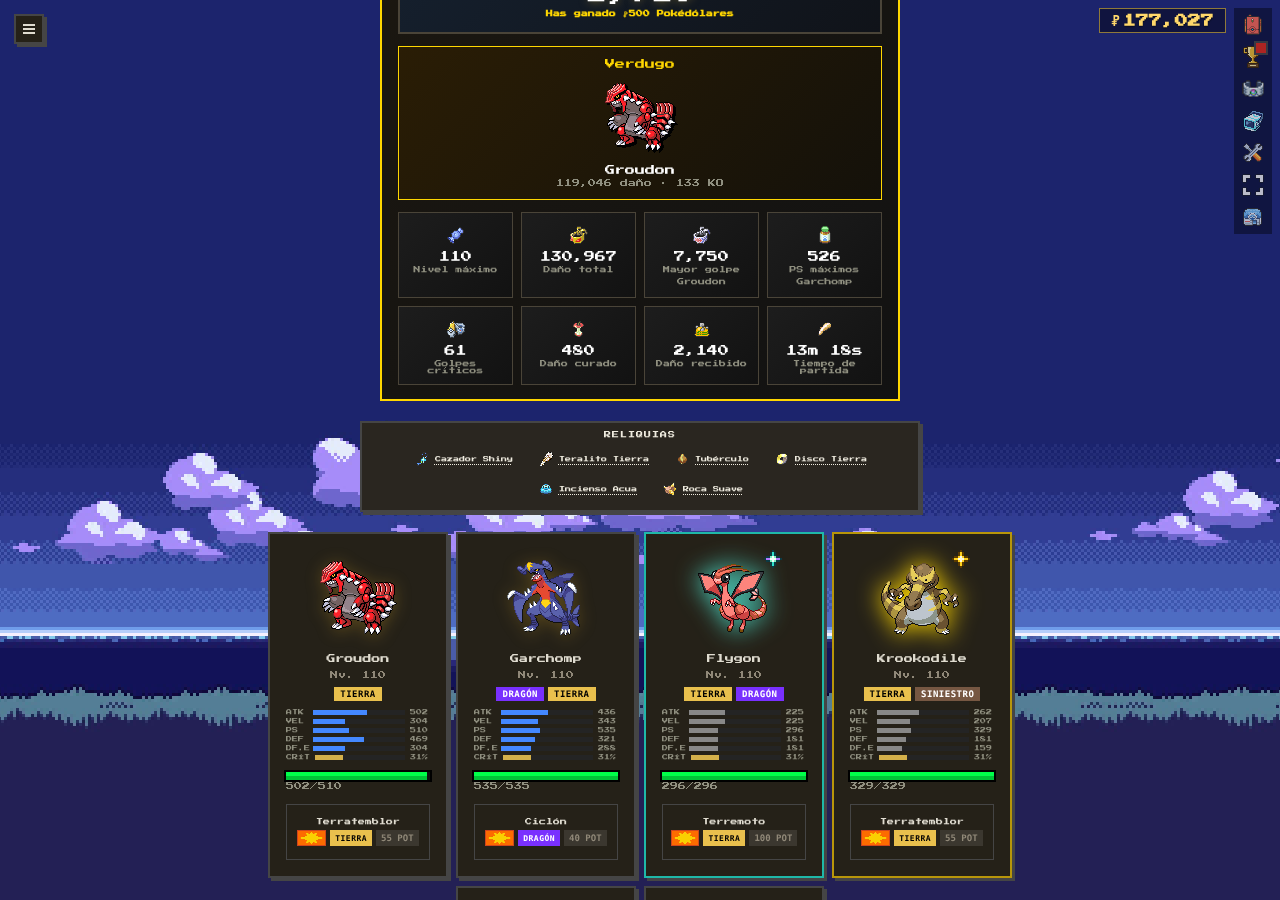 Has ganado ₽500 Pokédólares
₽177,027
Verdugo
Groudon
119,046 daño · 133 KO
110
Nivel máximo
130,967
Daño total
7,750
Mayor golpe
Groudon
526
PS máximos
Garchomp
61
Golpes
críticos
480
Daño curado
2,140
Daño recibido
13m 18s
Tiempo de
partida
RELIQUIAS
Cazador Shiny
Teralito Tierra
Tubérculo
Disco Tierra
Incienso Acua
Roca Suave
Groudon
Nv. 110
TIERRA
ATK 502
VEL 304
PS 510
DEF 469
DF.E 304
CRIT 31%
502/510
Terratemblor
TIERRA 55 POT
Garchomp
Nv. 110
DRAGÓN TIERRA
ATK 436
VEL 343
PS 535
DEF 321
DF.E 288
CRIT 31%
535/535
Ciclón
DRAGÓN 40 POT
Flygon
Nv. 110
TIERRA DRAGÓN
ATK 225
VEL 225
PS 296
DEF 181
DF.E 181
CRIT 31%
296/296
Terremoto
TIERRA 100 POT
Krookodile
Nv. 110
TIERRA SINIESTRO
ATK 262
VEL 207
PS 329
DEF 181
DF.E 159
CRIT 31%
329/329
Terratemblor
TIERRA 55 POT